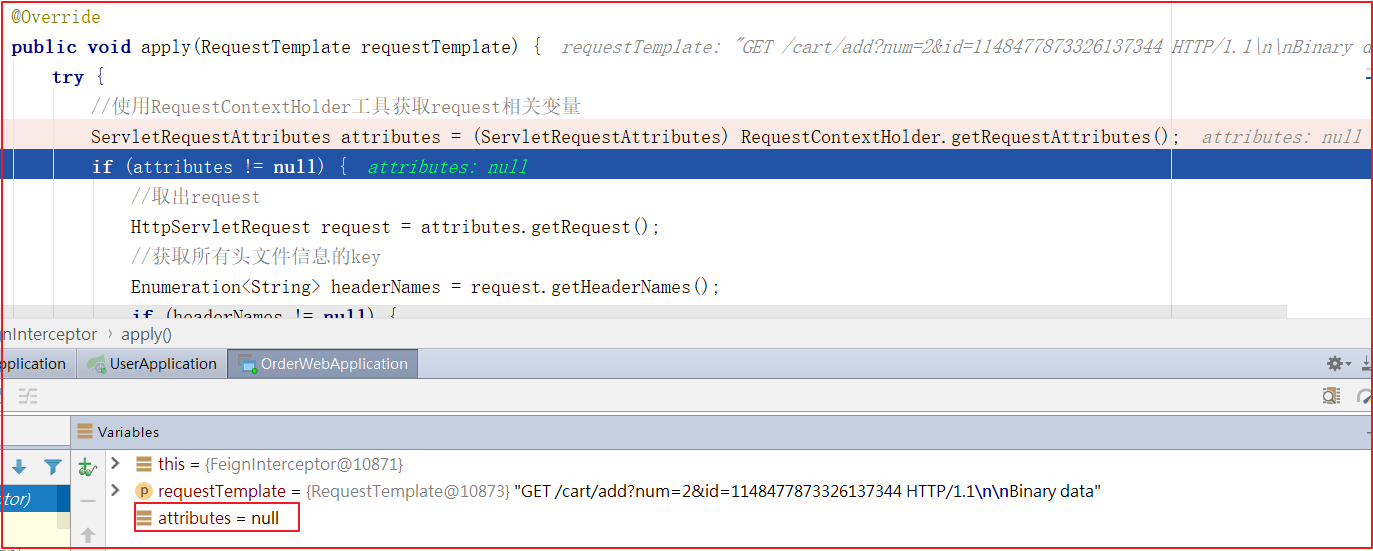 @Override
public void apply(RequestTemplate requestTemplate) { requestTemplate: "GET /cart/add?num=2&id=1148477873326137344 HTTP/1.1\n\nBinary d
try {
//使用RequestContextHolder工具获取request相关变量
ServletRequestAttributes attributes = (ServletRequestAttributes) RequestContextHolder.getRequestAttributes(); attributes: null
if (attributes != null) { attributes: null
//取出request
HttpServletRequest request = attributes.getRequest();
//获取所有头文件信息的key
Enumeration<String> headerNames = request.getHeaderNames();
if (headerNames != null) {
gnInterceptor › apply()
pplication UserApplication OrderWebApplication
Variables
this = {FeignInterceptor@10871}
ctor) p requestTemplate = {RequestTemplate@10873} "GET /cart/add?num=2&id=1148477873326137344 HTTP/1.1\n\nBinary data"
attributes = null